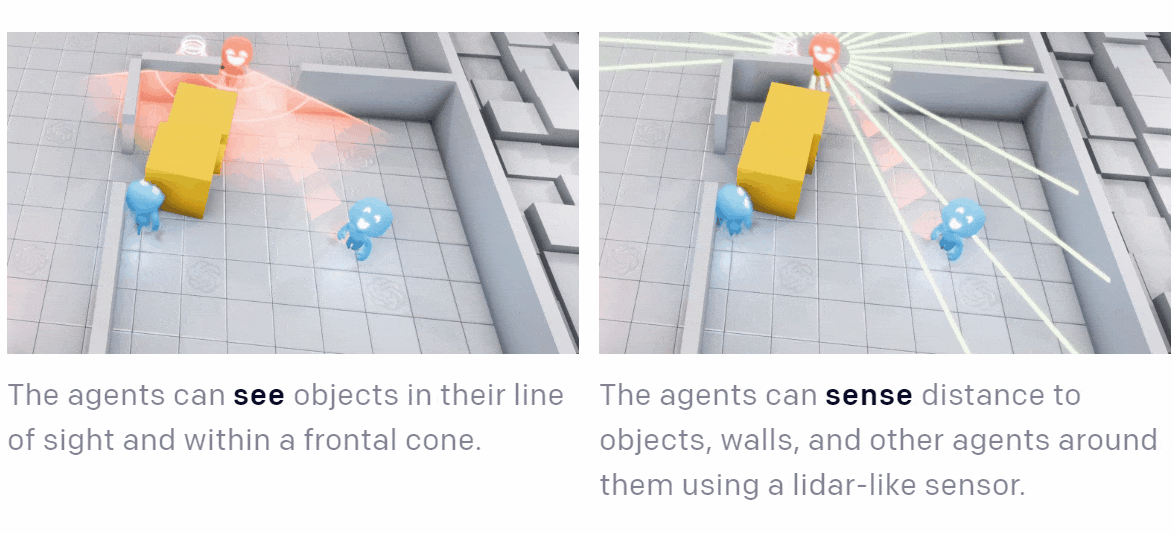 The agents can see objects in their line
of sight and within a frontal cone.
The agents can sense distance to
objects, walls, and other agents around
them using a lidar-like sensor.